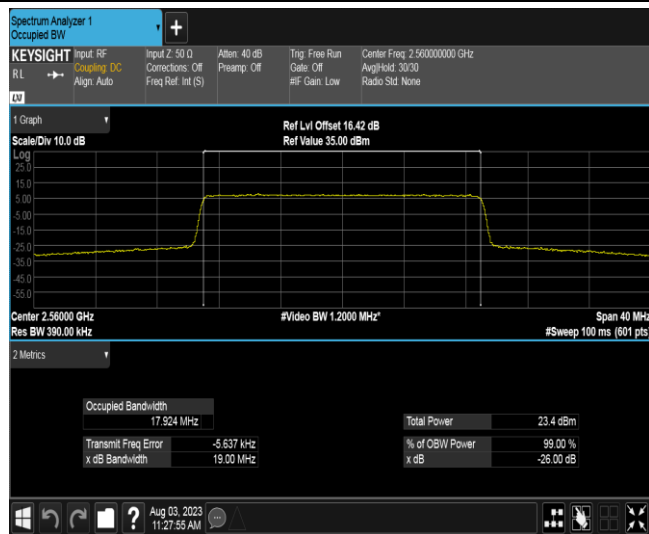 Spectrum Analyzer 1
Occupied BW
+
KEYSIGHT Input: RF Input Z: 50 Ω Atten: 40 dB Trig: Free Run Center Freq: 2.560000000 GHz
RL Coupling: DC Corrections: Off Preamp: Off Gate: Off Avg|Hold: 30/30
Align: Auto Freq Ref: Int (S) #IF Gain: Low Radio Std: None
1 Graph
Ref Lvl Offset 16.42 dB
Scale/Div 10.0 dB Ref Value 35.00 dBm
Log
25.0
15.0
5.00
-5.00
-15.0
-25.0
-35.0
-45.0
-55.0
Center 2.56000 GHz #Video BW 1.2000 MHz* Span 40 MHz
Res BW 390.00 kHz #Sweep 100 ms (601 pts)
2 Metrics
Occupied Bandwidth
17.924 MHz Total Power 23.4 dBm
Transmit Freq Error -5.637 kHz % of OBW Power 99.00 %
x dB Bandwidth 19.00 MHz x dB -26.00 dB
? Aug 03, 2023
11:27:55 AM